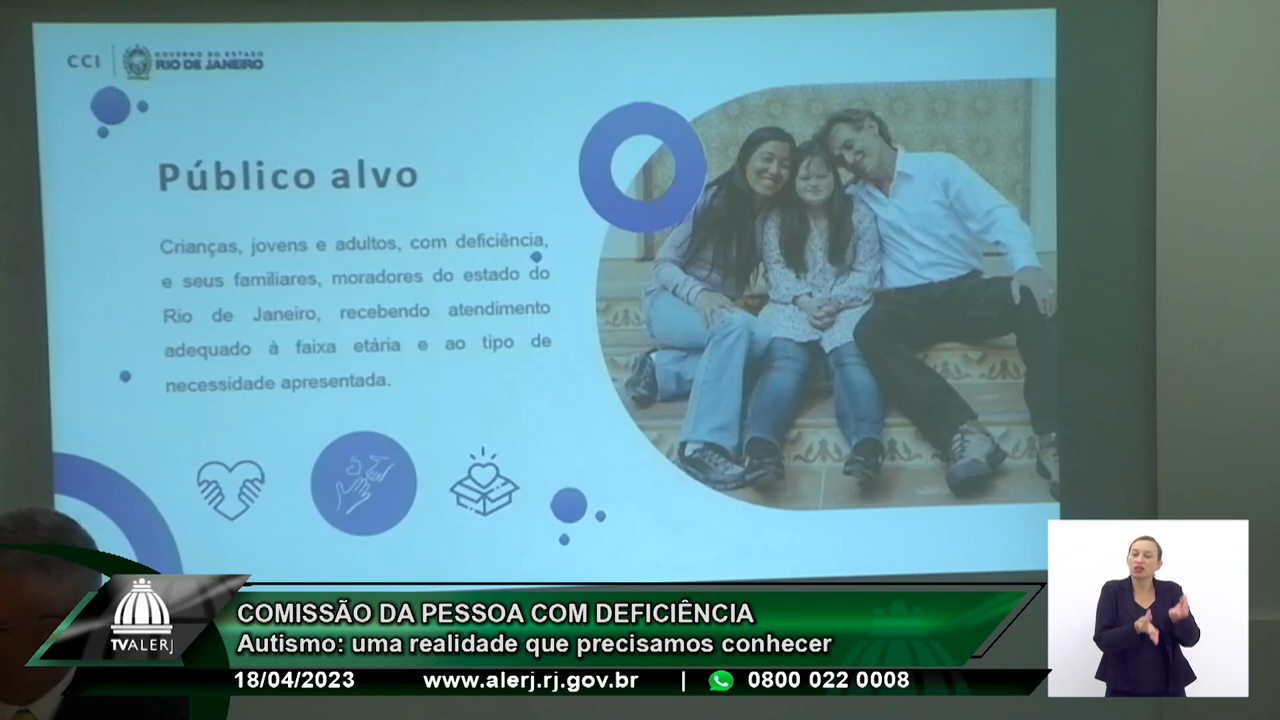 CCI
GOVERNO DO ESTADO
RIO DE JANEIRO
Público alvo
Crianças, jovens e adultos, com deficiência,
e seus familiares, moradores do estado do
Rio de Janeiro, recebendo atendimento
adequado à faixa etária e ao tipo de
necessidade apresentada.
TVALERJ
COMISSÃO DA PESSOA COM DEFICIÊNCIA
Autismo: uma realidade que precisamos conhecer
18/04/2023 www.alerj.rj.gov.br | 0800 022 0008